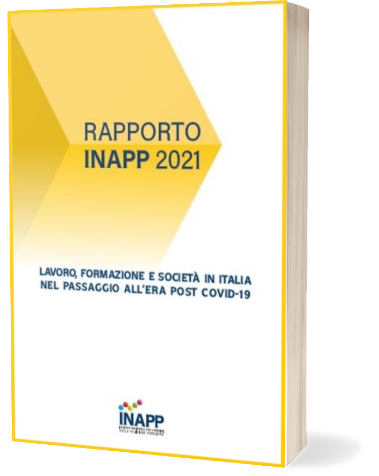 RAPPORTO
INAPP 2021
LAVORO, FORMAZIONE E SOCIETÀ IN ITALIA
NEL PASSAGGIO ALL'ERA POST COVID-19
INAPP